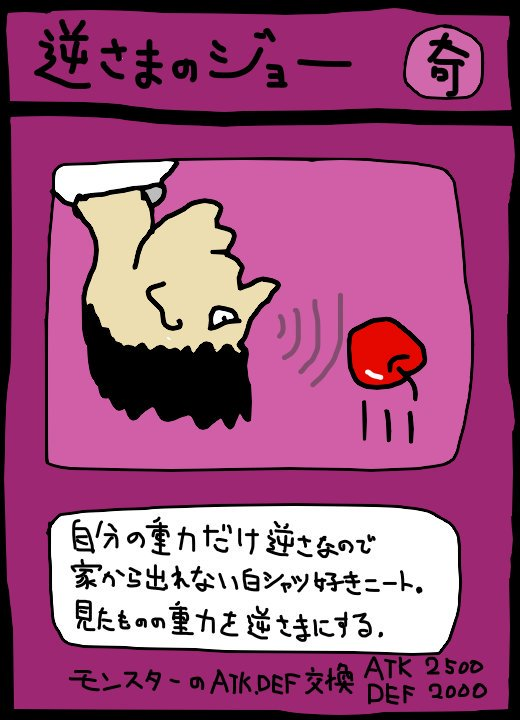 逆さまのジョー
奇
自分の重力だけ逆さなので
家から出れない白シャツ好きニート。
見たものの重力を逆さまにする.
モンスターのATK.DEF交換
ATK 2500
DEF 2000